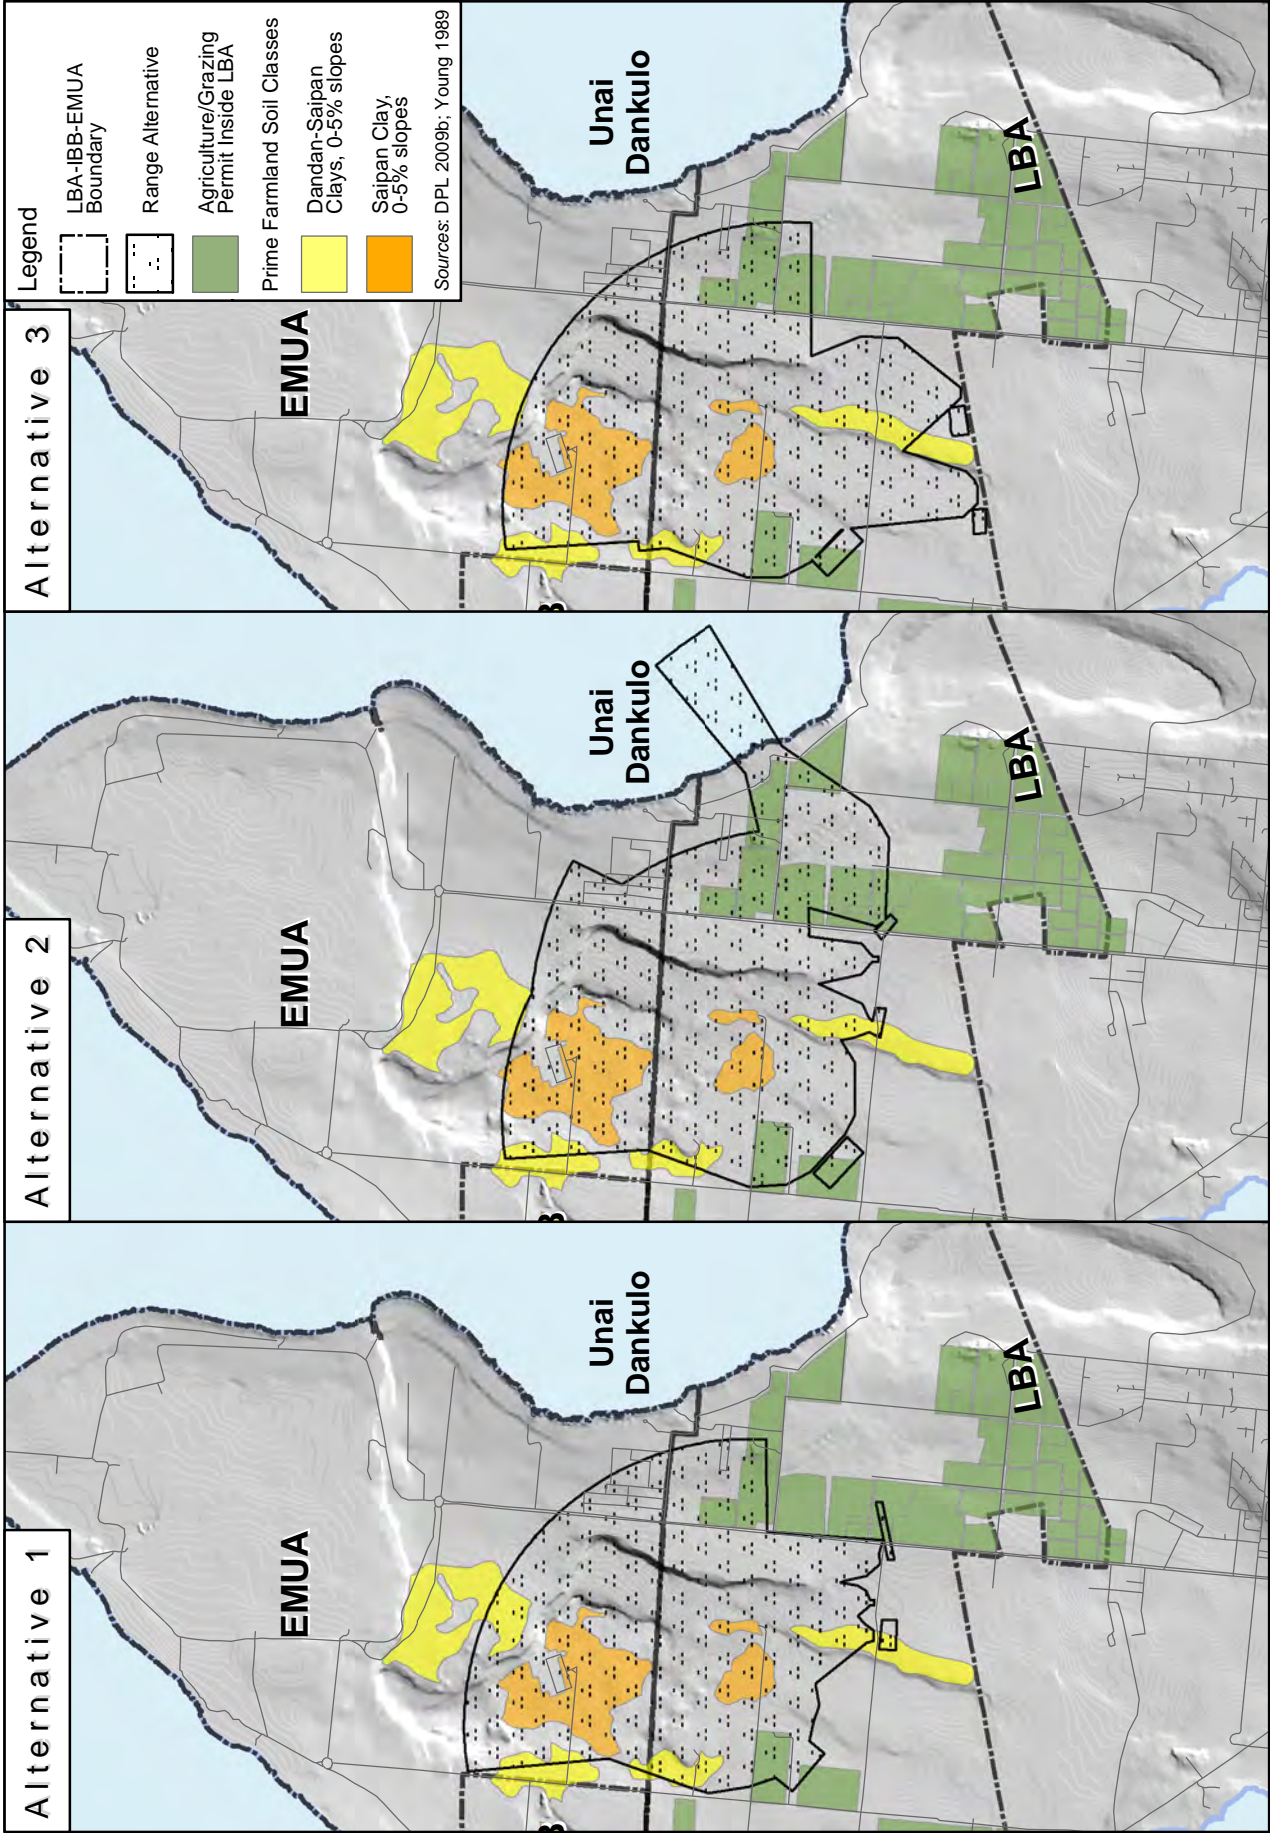 Alternative 1
EMUA
Unai
Dankulo
LBA
B
Alternative 2
EMUA
Unai
Dankulo
LBA
B
Alternative 3
EMUA
Unai
Dankulo
LBA
B
Legend
LBA-IBB-EMUA
Boundary
Range Alternative
Agriculture/Grazing
Permit Inside LBA
Prime Farmland Soil Classes
Dandan-Saipan
Clays, 0-5% slopes
Saipan Clay,
0-5% slopes
Sources: DPL 2009b; Young 1989